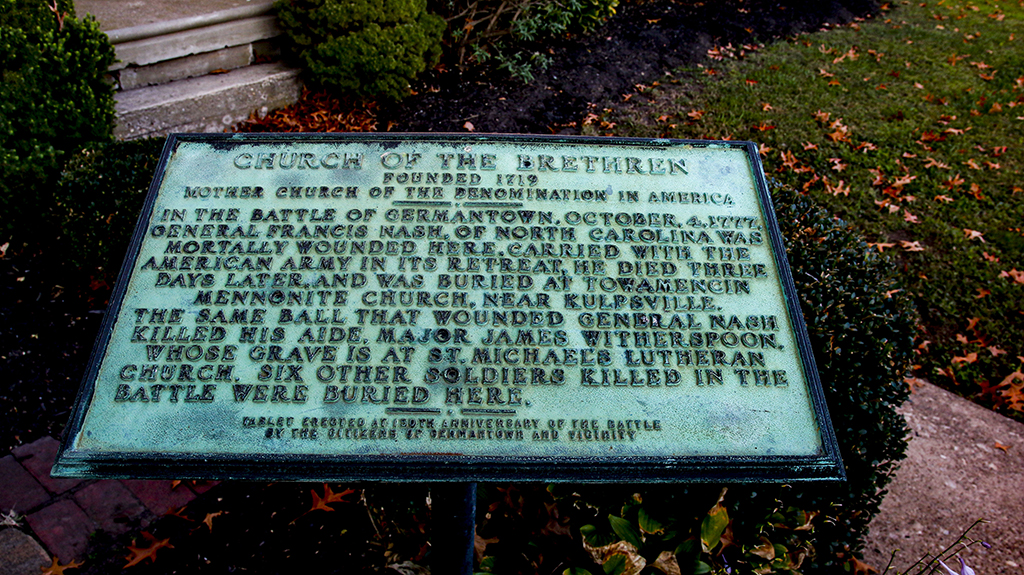 CHURCH OF THE BRETHREN
FOUNDED 1719
MOTHER CHURCH OF THE DENOMINATION IN AMERICA
IN THE BATTLE OF GERMANTOWN, OCTOBER, 4, 1777,
GENERAL FRANCIS NASH, OF NORTH CAROLINA WAS
MORTALLY WOUNDED HERE, CARRIED WITH THE
AMERICAN ARMY IN ITS RETREAT, HE DIED THREE
DAYS LATER, AND WAS BURIED AT TOWAMENCIN
MENNONITE CHURCH, NEAR KULPSVILLE.
THE SAME BALL THAT WOUNDED GENERAL NASH
KILLED HIS AIDE, MAJOR JAMES WITHERSPOON,
WHOSE GRAVE IS AT ST. MICHAELS LUTHERAN
CHURCH. SIX OTHER SOLDIERS KILLED IN THE
BATTLE WERE BURIED HERE.
TABLET ERECTED AT 150TH ANNIVERSARY OF THE BATTLE
BY THE CITIZENS OF GERMANTOWN AND VICINITY